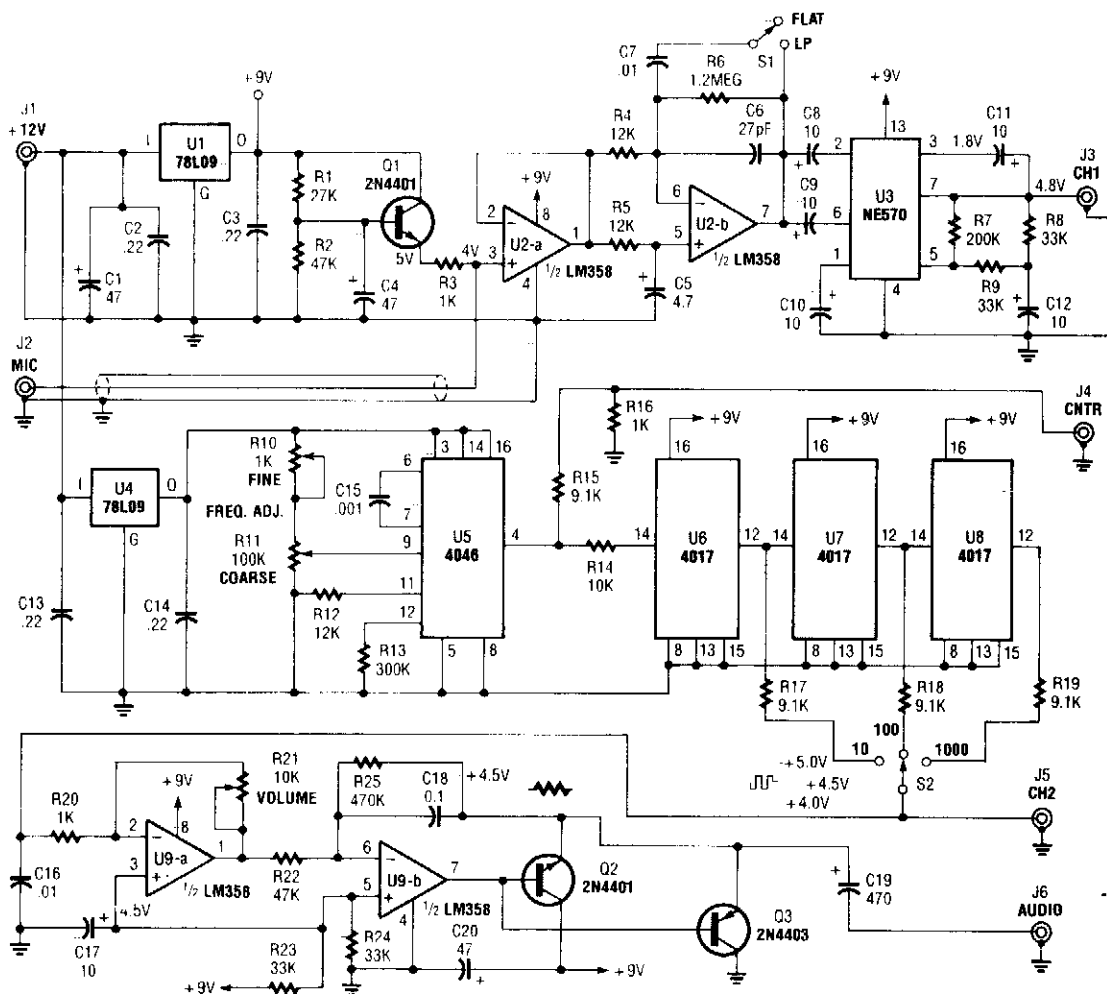 J1
+12V
I
U1
78L09
O
G
+9V
C1
47
C2
.22
C3
.22
R1
27K
R2
47K
Q1
2N4401
5V
C4
47
R3
1K
4V
+9V
2
3
8
4
1
U2-a
1/2 LM358
R4
12K
R5
12K
C5
4.7
C7
.01
FLAT
LP
S1
R6
1.2MEG
C6
27pF
6
5
7
U2-b
1/2 LM358
C8
10
C9
10
+9V
13
2
6
1
3
7
5
4
U3
NE570
1.8V
C11
10
4.8V
R7
200K
R8
33K
R9
33K
C10
10
C12
10
J3
CH1
J2
MIC
I
U4
78L09
O
G
C13
.22
C14
.22
R10
1K
FINE
FREQ. ADJ.
R11
100K
COARSE
R12
12K
R13
300K
C15
.001
6
7
9
11
12
3
14
16
4
5
8
U5
4046
R15
9.1K
R16
1K
R14
10K
J4
CNTR
+9V
16
14
U6
4017
12
8
13
15
+9V
16
14
U7
4017
12
8
13
15
+9V
16
14
U8
4017
12
8
13
15
R17
9.1K
R18
9.1K
R19
9.1K
10
100
1000
S2
+5.0V
+4.5V
+4.0V
J5
CH2
R20
1K
C16
.01
C17
10
4.5V
+9V
2
3
8
1
U9-a
1/2 LM358
R21
10K
VOLUME
R22
47K
R23
33K
+9V
R24
33K
R25
470K
C18
0.1
+4.5V
6
5
4
7
U9-b
1/2 LM358
C20
47
Q2
2N4401
+9V
Q3
2N4403
C19
470
J6
AUDIO